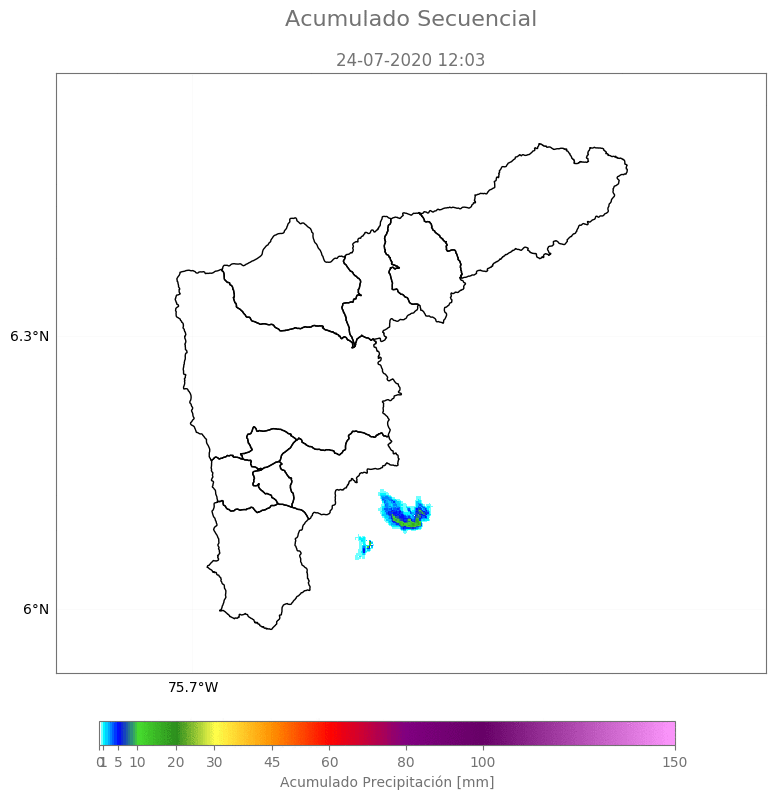 Acumulado Secuencial
24-07-2020 12:03
6.3°N
6°N
75.7°W
0 1 5 10 20 30 45 60 80 100 150
Acumulado Precipitación [mm]